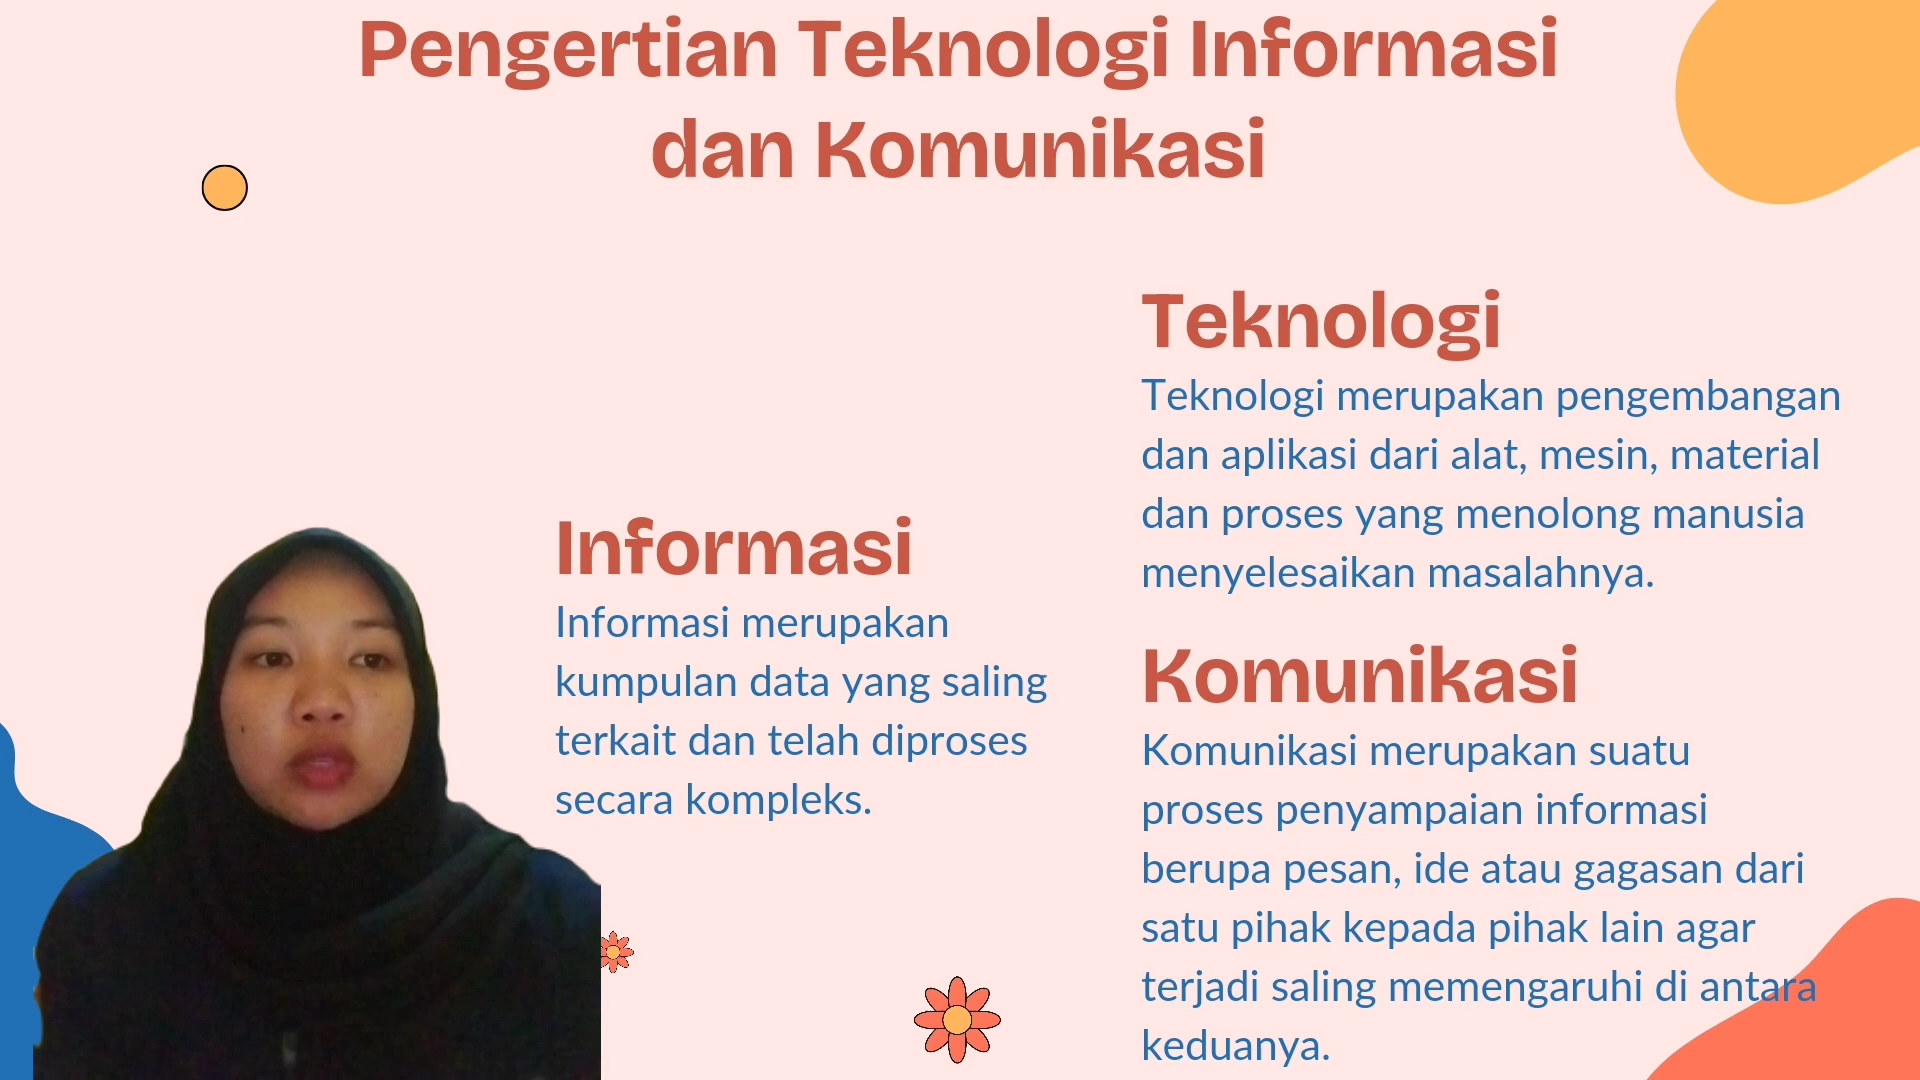 Pengertian Teknologi Informasi
dan Komunikasi
Informasi
Informasi merupakan
kumpulan data yang saling
terkait dan telah diproses
secara kompleks.
Teknologi
Teknologi merupakan pengembangan
dan aplikasi dari alat, mesin, material
dan proses yang menolong manusia
menyelesaikan masalahnya.
Komunikasi
Komunikasi merupakan suatu
proses penyampaian informasi
berupa pesan, ide atau gagasan dari
satu pihak kepada pihak lain agar
terjadi saling memengaruhi di antara
keduanya.